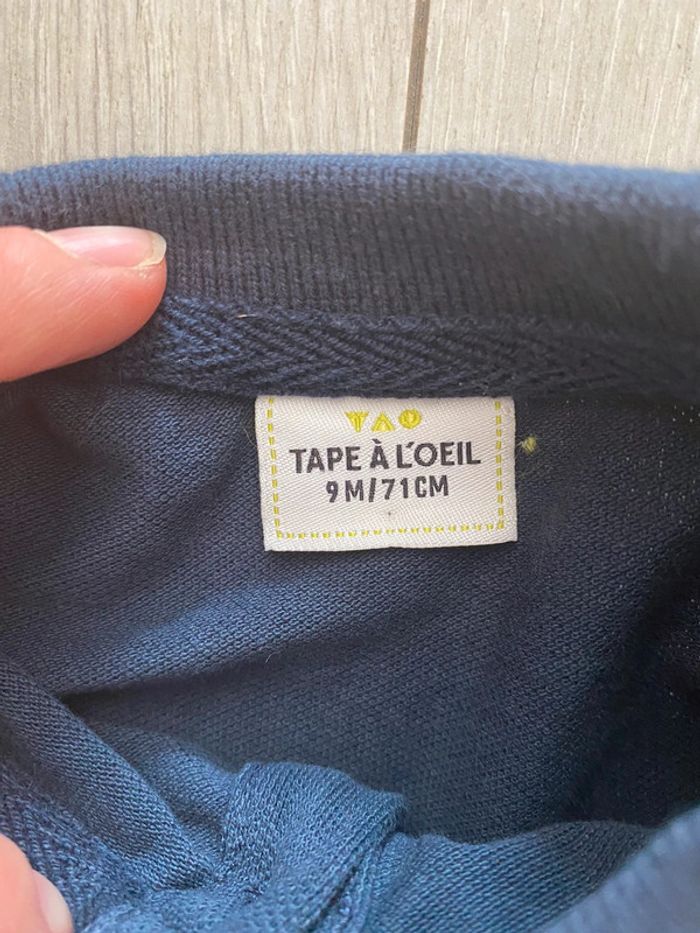 TAO
TAPE À L'OEIL
9M/71CM